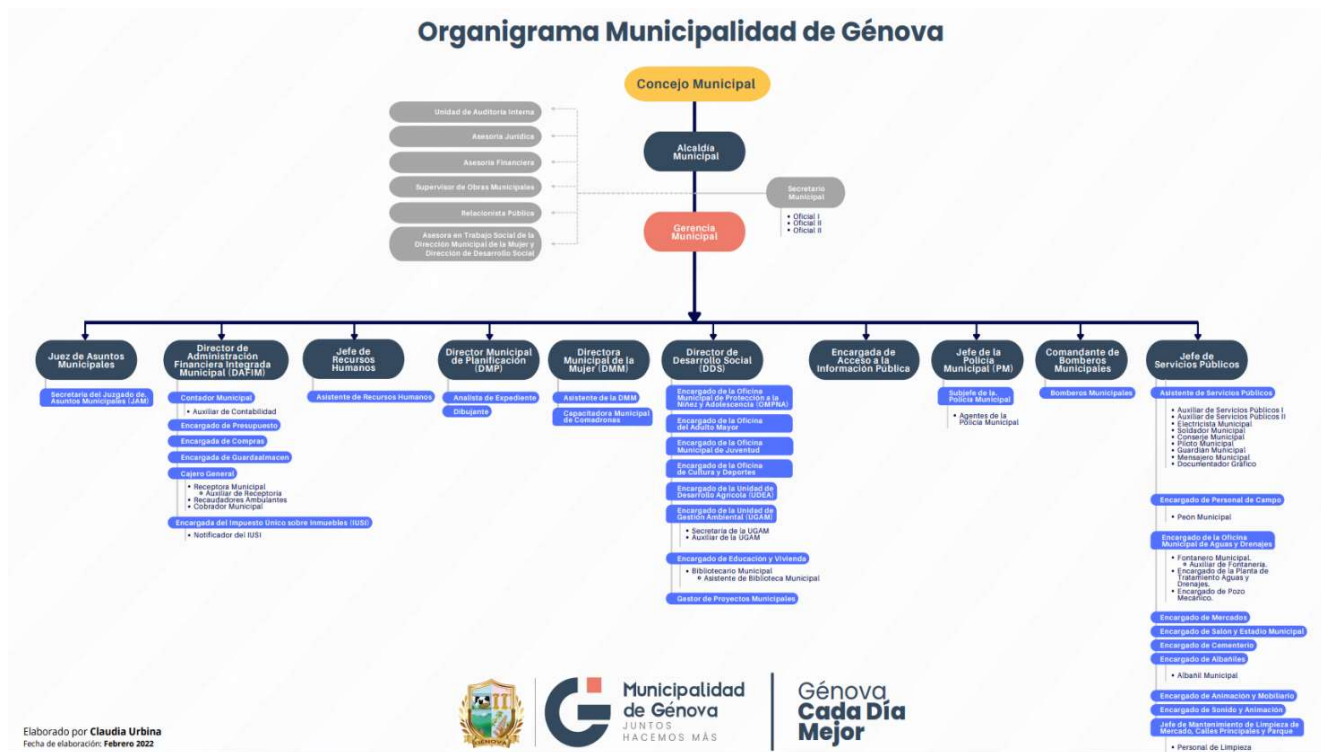 Organigrama Municipalidad de Génova
Concejo Municipal
Unidad de Auditoría Interna
Asesoría Jurídica
Asesoría Financiera
Supervisor de Obras Municipales
Relacionista Pública
Asesora en Trabajo Social de la
Dirección Municipal de la Mujer y
Dirección de Desarrollo Social
Alcaldía
Municipal
Secretario
Municipal
• Oficial I
• Oficial II
• Oficial II
Gerencia
Municipal
Juez de Asuntos
Municipales
Secretaria del Juzgado de.
Asuntos Municipales (JAM)
Director de
Administración
Financiera Integrada
Municipal (DAFIM)
Contador Municipal
• Auxiliar de Contabilidad
Encargado de Presupuesto
Encargada de Compras
Encargada de Guardaalmacen
Cajero General
• Receptora Municipal
Auxiliar de Receptoría
• Recaudadores Ambulantes
• Cobrador Municipal
Encargada del Impuesto Único sobre Inmuebles (IUSI)
• Notificador del IUSI
Jefe de
Recursos
Humanos
Asistente de Recursos Humanos
Director Municipal
de Planificación
(DMP)
Analista de Expediente
Dibujante
Directora
Municipal de la
Mujer (DMM)
Asistente de la DMM
Capacitadora Municipal
de Comadronas
Director de
Desarrollo Social
(DDS)
Encargado de la Oficina
Municipal de Protección a la
Niñez y Adolescencia (OMPNA)
Encargado de la Oficina
del Adulto Mayor
Encargado de la Oficina
Municipal de Juventud
Encargado de la Oficina
de Cultura y Deportes
Encargado de la Unidad de
Desarrollo Agrícola (UDEA)
Encargado de la Unidad de
Gestión Ambiental (UGAM)
• Secretaria de la UGAM
• Auxiliar de la UGAM
Encargado de Educación y Vivienda
• Bibliotecario Municipal
Asistente de Biblioteca Municipal
Gestor de Proyectos Municipales
Encargada de
Acceso a la
Información Pública
Jefe de la
Policía
Municipal (PM)
Subjefe de la.
Policía Municipal
• Agentes de la
Policía Municipal
Comandante de
Bomberos
Municipales
Bomberos Municipales
Jefe de
Servicios Públicos
Asistente de Servicios Públicos
• Auxiliar de Servicios Públicos I
• Auxiliar de Servicios Públicos II
• Electricista Municipal
• Soldador Municipal
• Conserje Municipal
• Piloto Municipal
• Guardián Municipal
• Mensajero Municipal
• Documentador Gráfico
Encargado de Personal de Campo
• Peón Municipal
Encargado de la Oficina
Municipal de Aguas y Drenajes
• Fontanero Municipal.
Auxiliar de Fontanería.
• Encargado de la Planta de
Tratamiento Aguas y
Drenajes.
• Encargado de Pozo
Mecánico.
Encargado de Mercados
Encargado de Salón y Estadio Municipal
Encargado de Cementerio
Encargado de Albañiles
• Albañil Municipal
Encargado de Animación y Mobiliario
Encargado de Sonido y Animación
Jefe de Mantenimiento de Limpieza de
Mercado, Calles Principales y Parque
• Personal de Limpieza
Elaborado por Claudia Urbina
Fecha de elaboración: Febrero 2022
GÉNOVA
Municipalidad
de Génova
JUNTOS
HACEMOS MÁS
Génova
Cada Día
Mejor